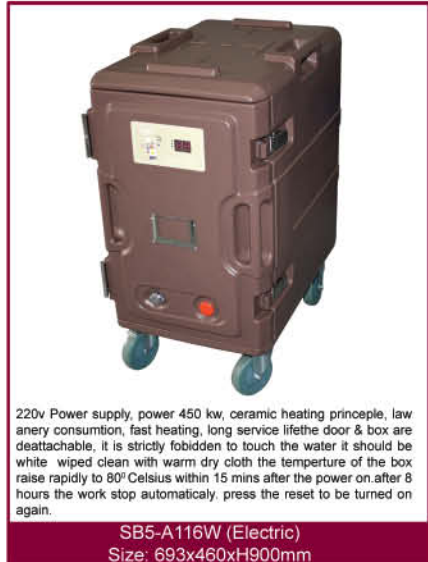 220v Power supply, power 450 kw, ceramic heating princeple, law
anery consumtion, fast heating, long service lifethe door & box are
deattachable, it is strictly fobidden to touch the water it should be
white wiped clean with warm dry cloth the temperture of the box
raise rapidly to 80⁰ Celsius within 15 mins after the power on.after 8
hours the work stop automaticaly. press the reset to be turned on
again.
SB5-A116W (Electric)
Size: 693x460xH900mm